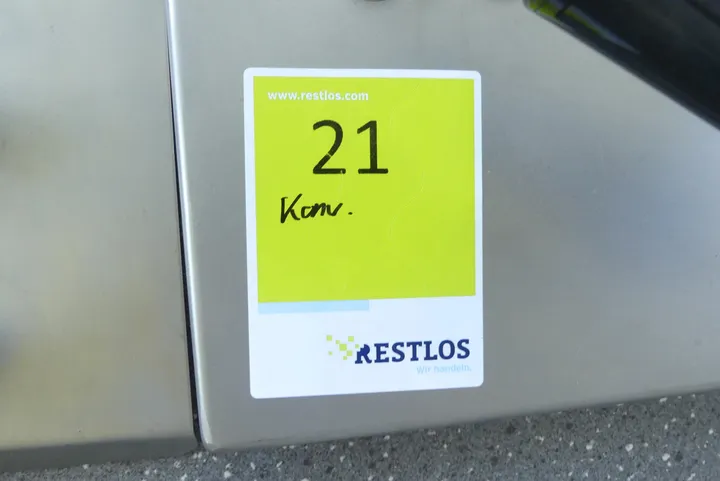 www.restlos.com
21
Konv.
RESTLOS
Wir handeln.